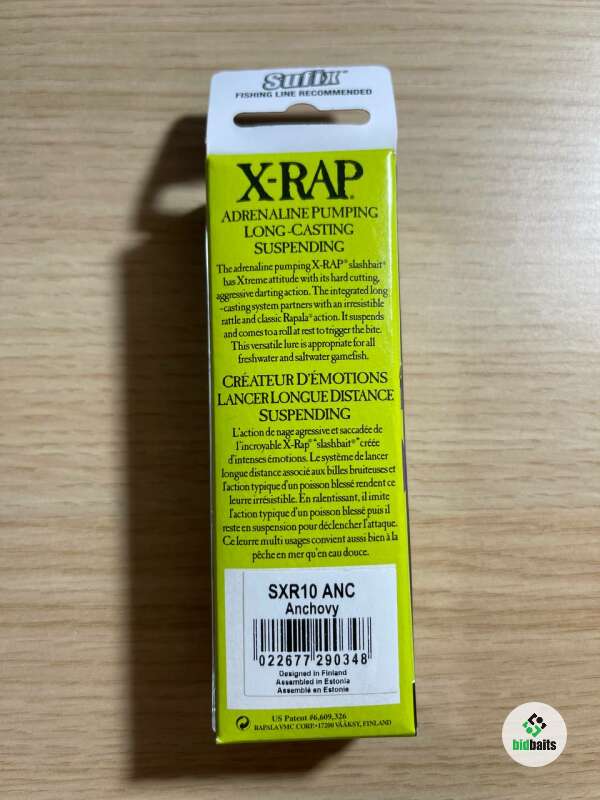 Sufix™
FISHING LINE RECOMMENDED
X-RAP®
ADRENALINE PUMPING
LONG-CASTING
SUSPENDING
The adrenaline pumping X-RAP® slashbait®
has Xtreme attitude with its hard cutting,
aggressive darting action. The integrated long
-casting system partners with an irresistible
rattle and classic Rapala® action. It suspends
and comes to a roll at rest to trigger the bite.
This versatile lure is appropriate for all
freshwater and saltwater gamefish.
CRÉATEUR D'ÉMOTIONS
LANCER LONGUE DISTANCE
SUSPENDING
L'action de nage agressive et saccadée de
l'incroyable X-Rap® "slashbait®" créée
d'intenses émotions. Le système de lancer
longue distance associé aux billes bruiteuses et
l'action typique d'un poisson blessé rendent ce
leurre irrésistible. En ralentissant, il imite
l'action typique d'un poisson blessé puis il
reste en suspension pour déclencher l'attaque.
Ce leurre multi usages convient aussi bien à la
pêche en mer qu'en eau douce.
SXR10 ANC
Anchovy
022677 290348
Designed in Finland
Assembled in Estonia
Assemblé en Estonie
US Patent #6,609,326
RAPALA VMC CORP. • 17200 VÄÄKSY, FINLAND
bidbaits